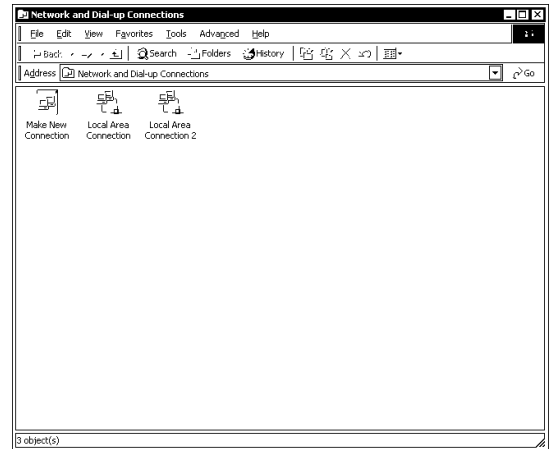 Network and Dial-up Connections
File Edit View Favorites Tools Advanced Help
Back Search Folders History
Address Network and Dial-up Connections Go
Make New Connection
Local Area Connection
Local Area Connection 2
3 object(s)